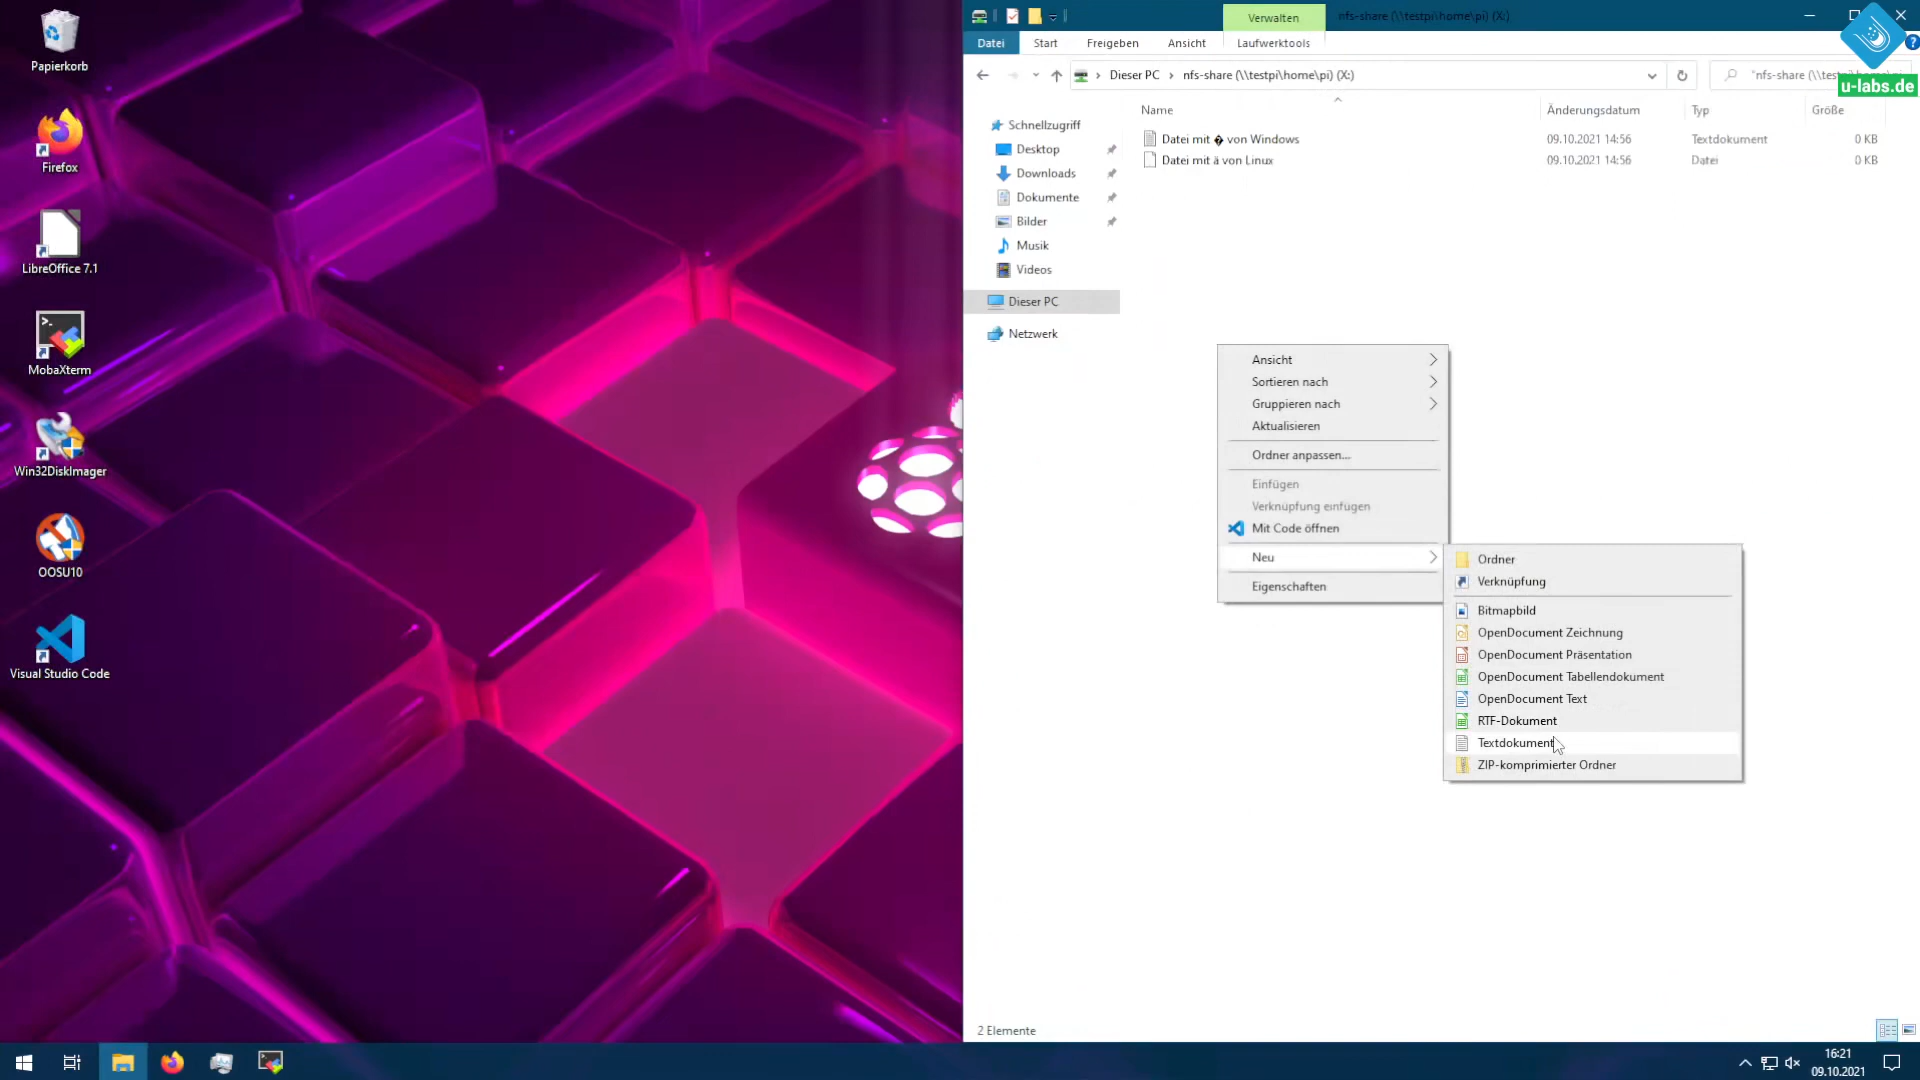 Papierkorb
Firefox
LibreOffice 7.1
MobaXterm
Win32DiskImager
OOSU10
Visual Studio Code
Verwalten
nfs-share (\\testpi\home\pi) (X:)
Datei
Start
Freigeben
Ansicht
Laufwerktools
Dieser PC
nfs-share (\\testpi\home\pi) (X:)
u-labs.de
Name
Änderungsdatum
Typ
Größe
Datei mit � von Windows
09.10.2021 14:56
Textdokument
0 KB
Datei mit ä von Linux
09.10.2021 14:56
Datei
0 KB
Schnellzugriff
Desktop
Downloads
Dokumente
Bilder
Musik
Videos
Dieser PC
Netzwerk
Ansicht
Sortieren nach
Gruppieren nach
Aktualisieren
Ordner anpassen...
Einfügen
Verknüpfung einfügen
Mit Code öffnen
Neu
Eigenschaften
Ordner
Verknüpfung
Bitmapbild
OpenDocument Zeichnung
OpenDocument Präsentation
OpenDocument Tabellendokument
OpenDocument Text
RTF-Dokument
Textdokument
ZIP-komprimierter Ordner
2 Elemente
16:21
09.10.2021